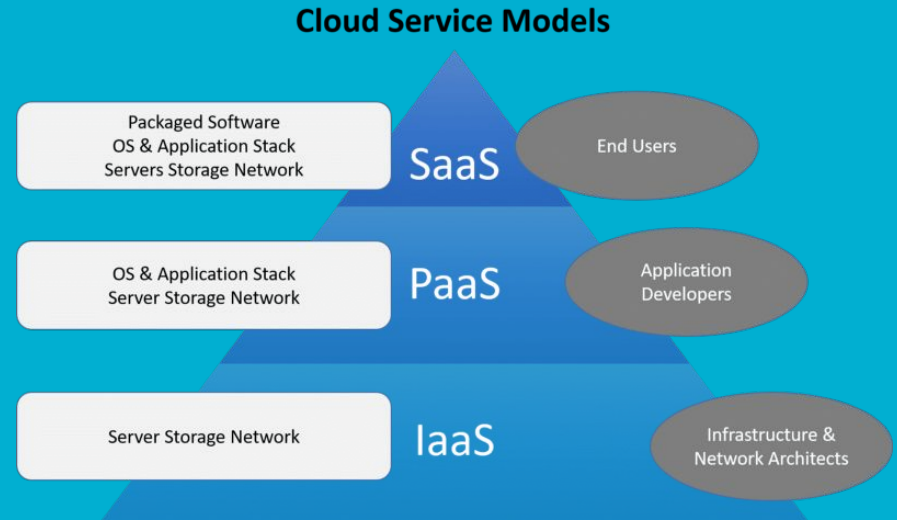 Cloud Service Models
Packaged Software
OS & Application Stack
Servers Storage Network
SaaS
End Users
OS & Application Stack
Server Storage Network
PaaS
Application
Developers
Server Storage Network
IaaS
Infrastructure &
Network Architects